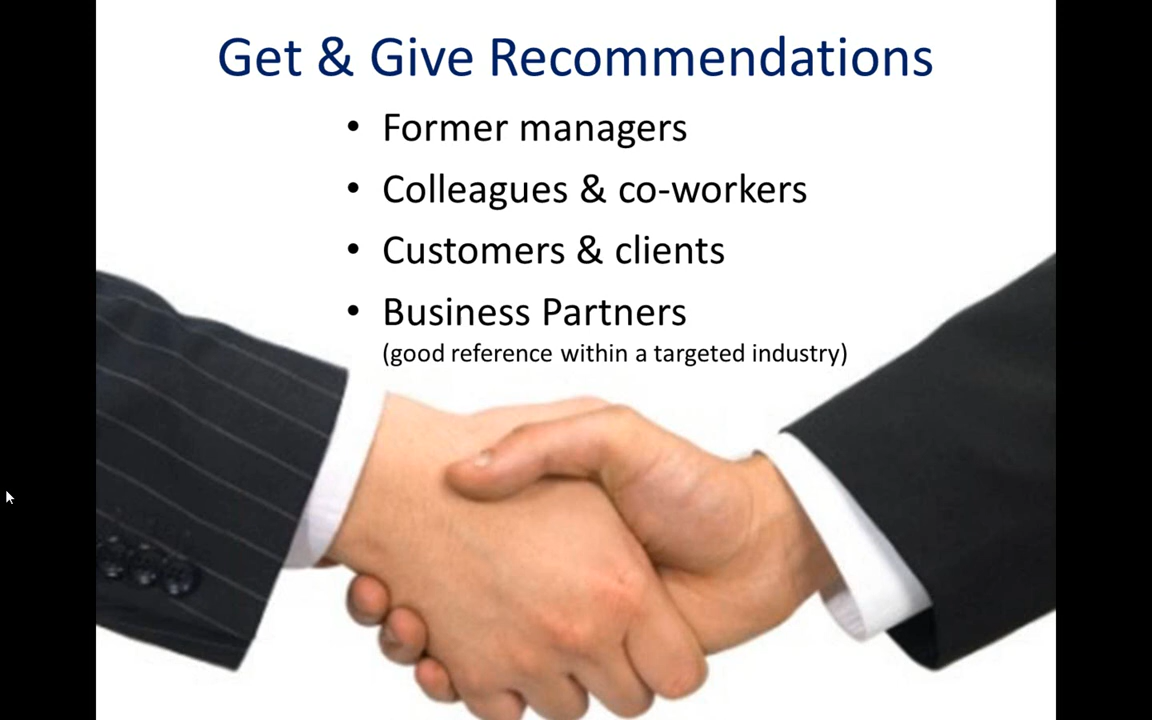 Get & Give Recommendations
• Former managers
• Colleagues & co-workers
• Customers & clients
• Business Partners
(good reference within a targeted industry)